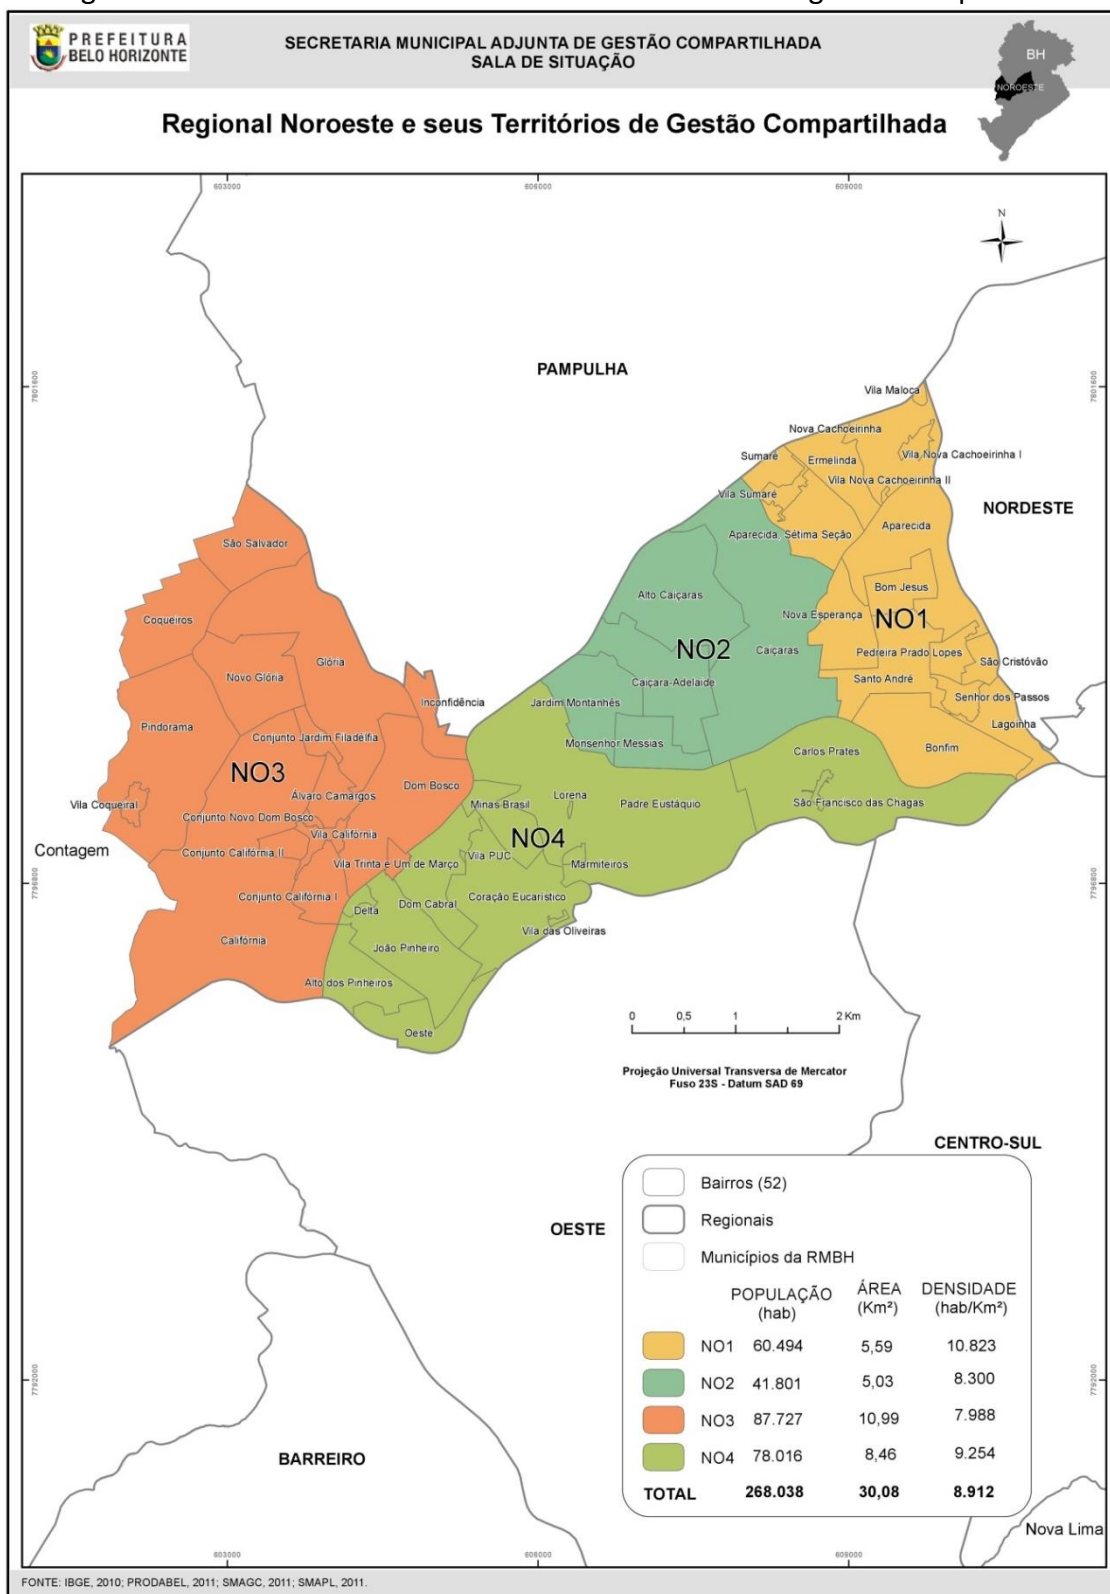 PREFEITURA
BELO HORIZONTE
SECRETARIA MUNICIPAL ADJUNTA DE GESTÃO COMPARTILHADA
SALA DE SITUAÇÃO
BH
NOROESTE
Regional Noroeste e seus Territórios de Gestão Compartilhada
603000
606000
609000
N
PAMPULHA
7801600
7801600
Vila Maloca
Nova Cachoeirinha
Sumaré
Ermelinda
Vila Nova Cachoeirinha I
Vila Nova Cachoeirinha II
Vila Sumaré
NORDESTE
Aparecida
Aparecida, Sétima Seção
São Salvador
Bom Jesus
Alto Caiçaras
Coqueiros
Nova Esperança
NO1
NO2
Caiçaras
Pedreira Prado Lopes
São Cristóvão
Glória
Novo Glória
Santo André
Caiçara-Adelaide
Senhor dos Passos
Inconfidência
Jardim Montanhês
Lagoinha
Pindorama
Conjunto Jardim Filadélfia
Monsenhor Messias
Bonfim
Carlos Prates
NO3
Dom Bosco
Vila Coqueiral
Álvaro Camargos
Minas Brasil
Lorena
Padre Eustáquio
São Francisco das Chagas
Conjunto Novo Dom Bosco
Vila Califórnia
NO4
Contagem
Conjunto Califórnia II
Vila Trinta e Um de Março
Vila PUC
Marmiteiros
7796800
7796800
Conjunto Califórnia I
Delta
Dom Cabral
Coração Eucarístico
Vila das Oliveiras
Califórnia
João Pinheiro
Alto dos Pinheiros
Oeste
0 0,5 1 2 Km
Projeção Universal Transversa de Mercator
Fuso 23S - Datum SAD 69
CENTRO-SUL
OESTE
Bairros (52)
Regionais
Municípios da RMBH
POPULAÇÃO (hab) ÁREA (Km²) DENSIDADE (hab/Km²)
NO1 60.494 5,59 10.823
NO2 41.801 5,03 8.300
NO3 87.727 10,99 7.988
NO4 78.016 8,46 9.254
TOTAL 268.038 30,08 8.912
7792000
7792000
BARREIRO
Nova Lima
603000
606000
609000
FONTE: IBGE, 2010; PRODABEL, 2011; SMAGC, 2011; SMAPL, 2011.